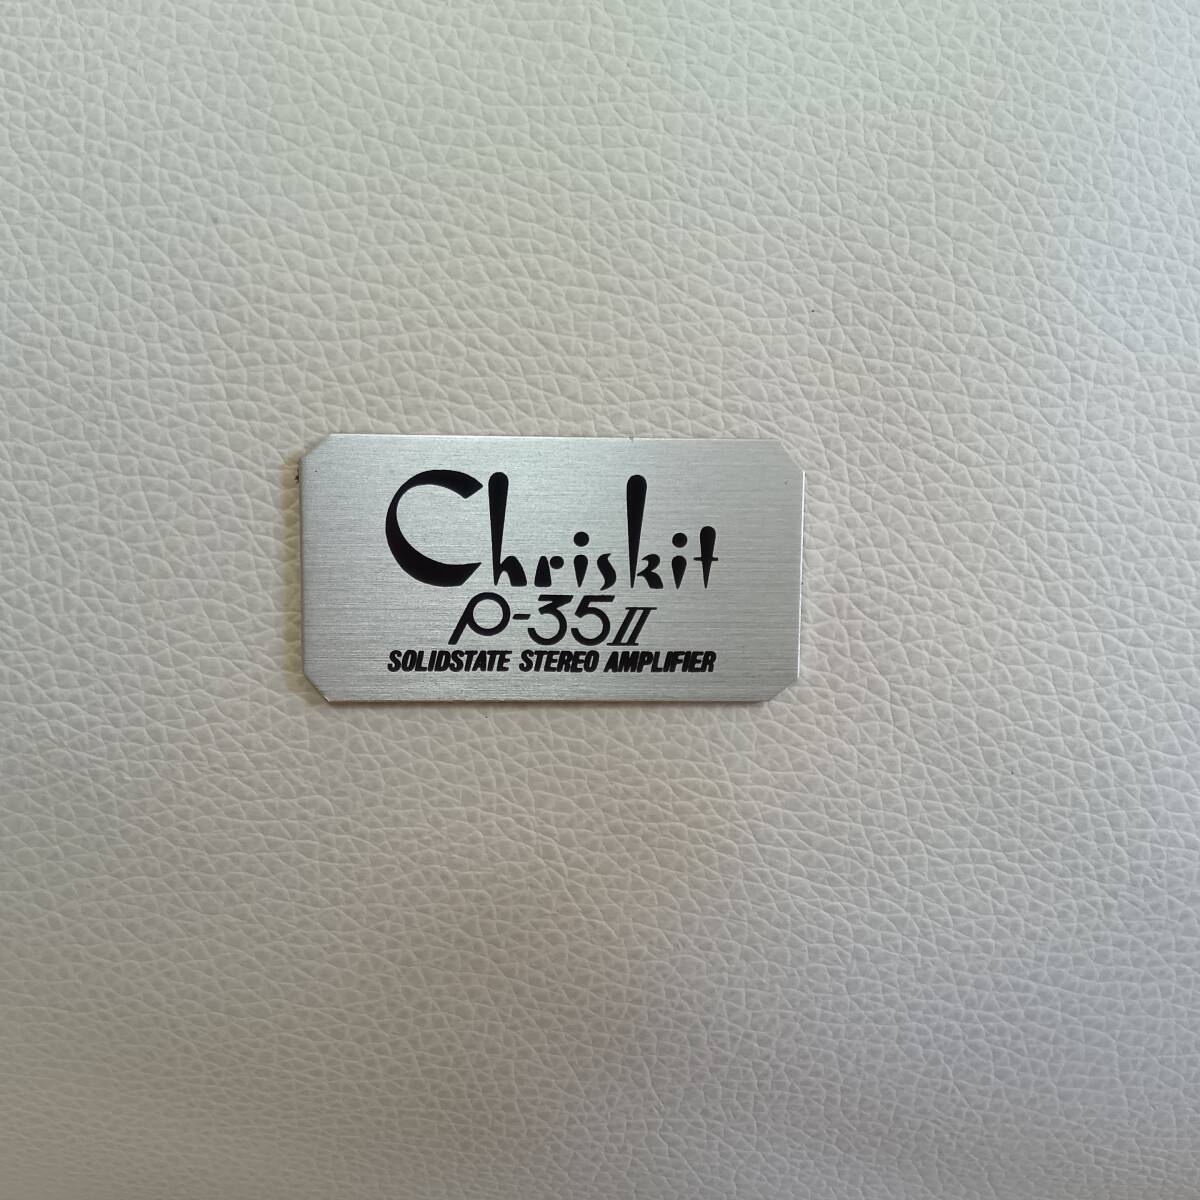 Chriskit
P-35II
SOLIDSTATE STEREO AMPLIFIER